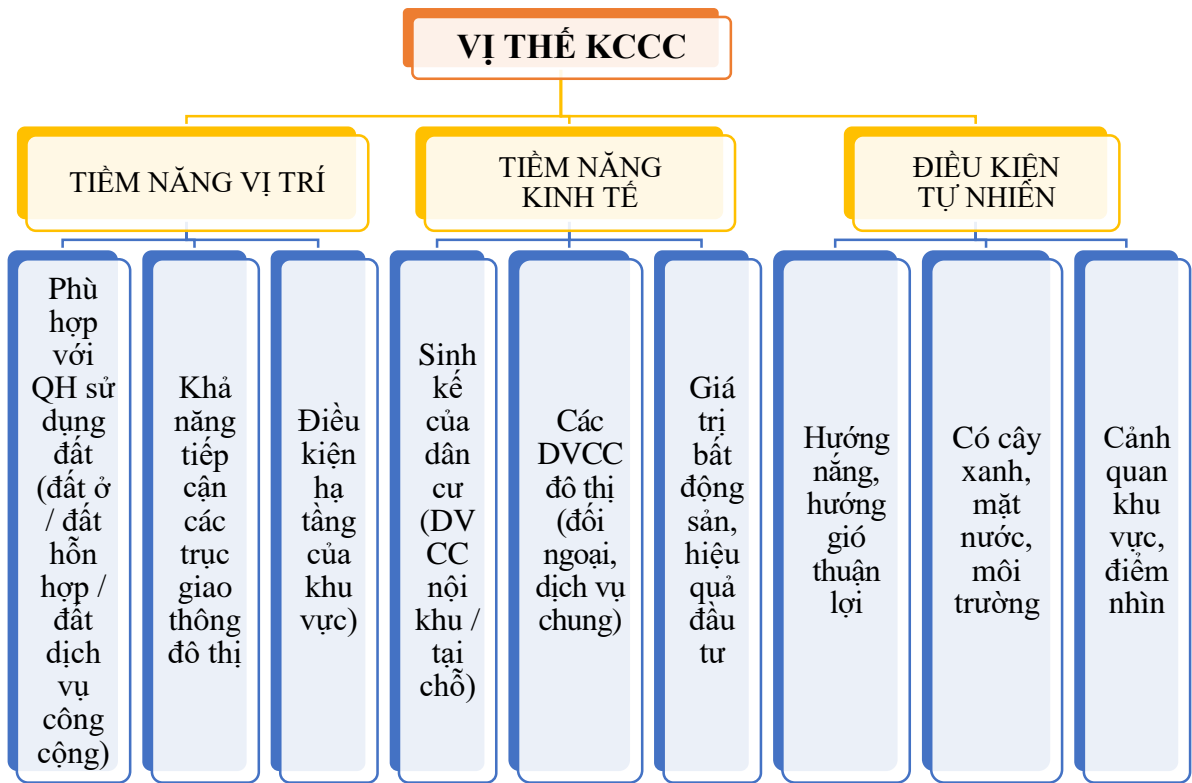 VỊ THẾ KCCC
TIỀM NĂNG VỊ TRÍ
TIỀM NĂNG
KINH TẾ
ĐIỀU KIỆN
TỰ NHIÊN
Phù
hợp
với
QH sử
dụng
đất
(đất ở
/ đất
hỗn
hợp /
đất
dịch
vụ
công
cộng)
Khả
năng
tiếp
cận
các
trục
giao
thông
đô thị
Điều
kiện
hạ
tầng
của
khu
vực)
Sinh
kế
của
dân
cư
(DV
CC
nội
khu /
tại
chỗ)
Các
DVCC
đô thị
(đối
ngoại,
dịch vụ
chung)
Giá
trị
bất
động
sản,
hiệu
quả
đầu
tư
Hướng
nắng,
hướng
gió
thuận
lợi
Có cây
xanh,
mặt
nước,
môi
trường
Cảnh
quan
khu
vực,
điểm
nhìn